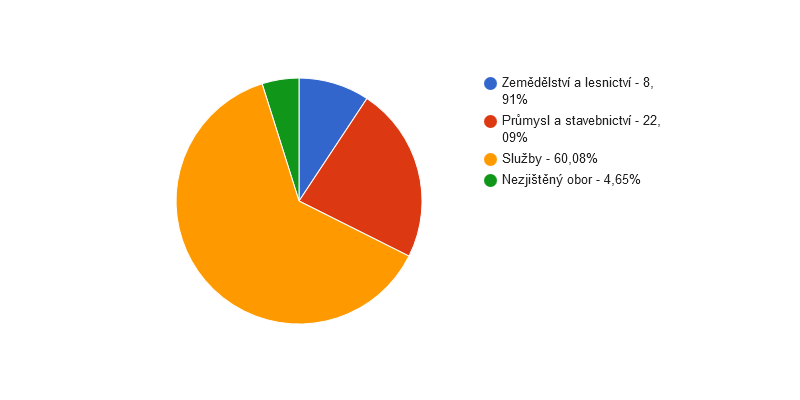 Zemědělství a lesnictví - 8,
91%
Průmysl a stavebnictví - 22,
09%
Služby - 60,08%
Nezjištěný obor - 4,65%